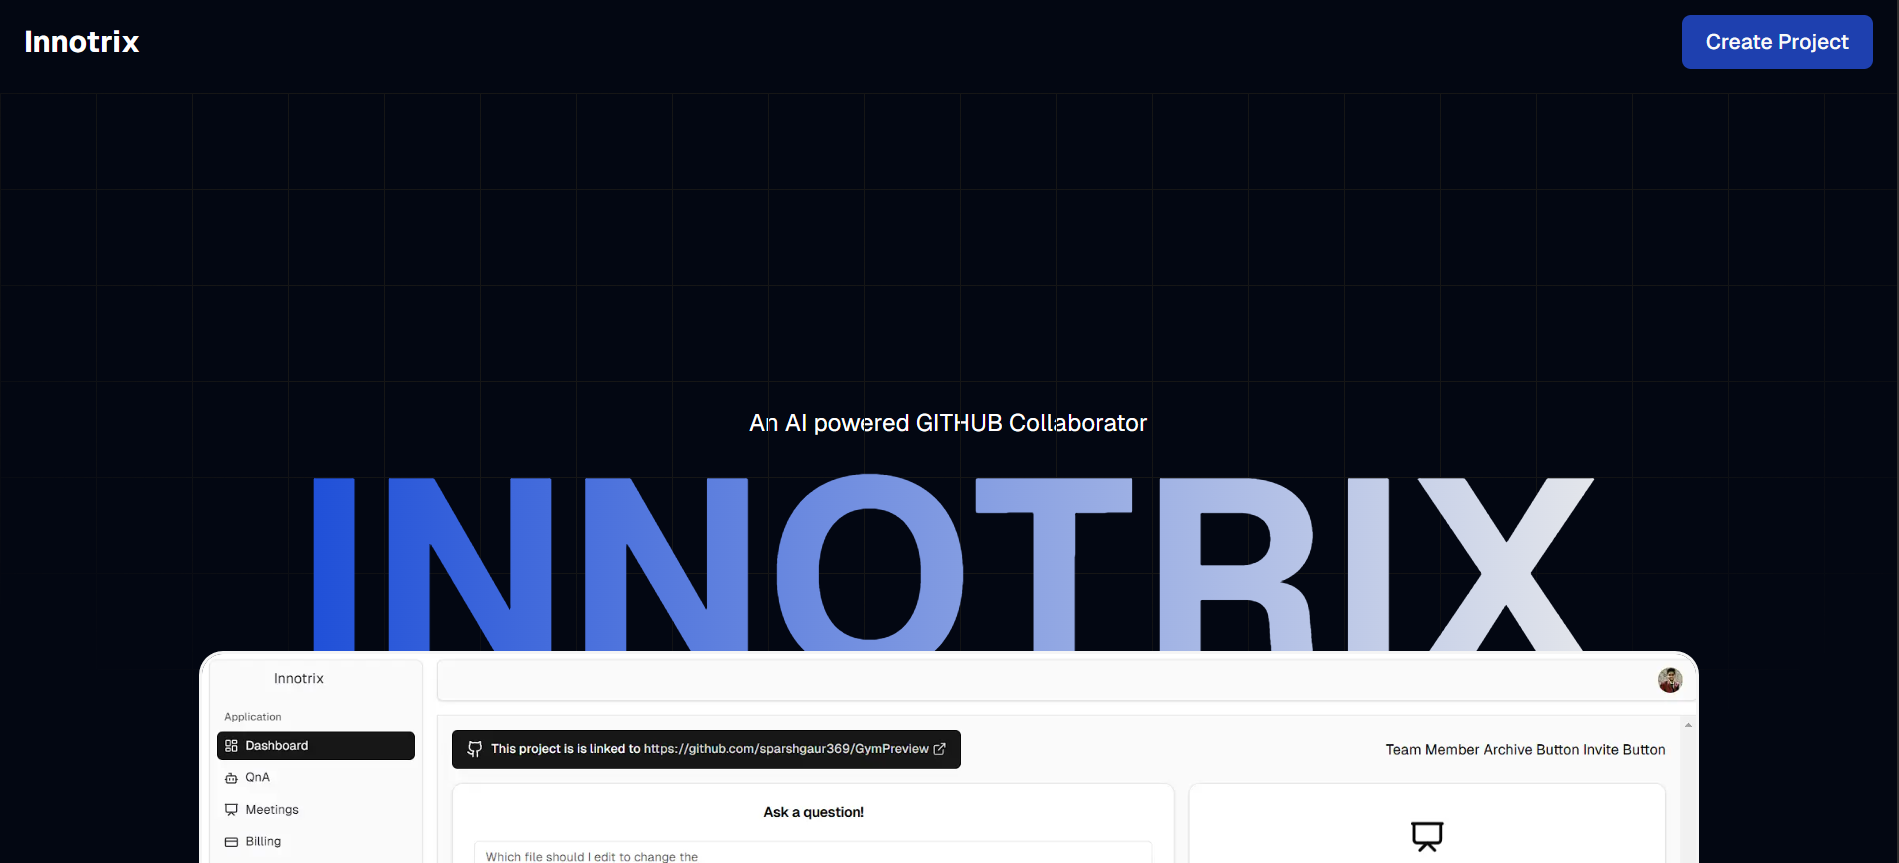 Innotrix
Create Project
An AI powered GITHUB Collaborator
INNOTRIX
Innotrix
Application
Dashboard
QnA
Meetings
Billing
This project is is linked to https://github.com/sparshgaur369/GymPreview
Team Member Archive Button Invite Button
Ask a question!
Which file should I edit to change the